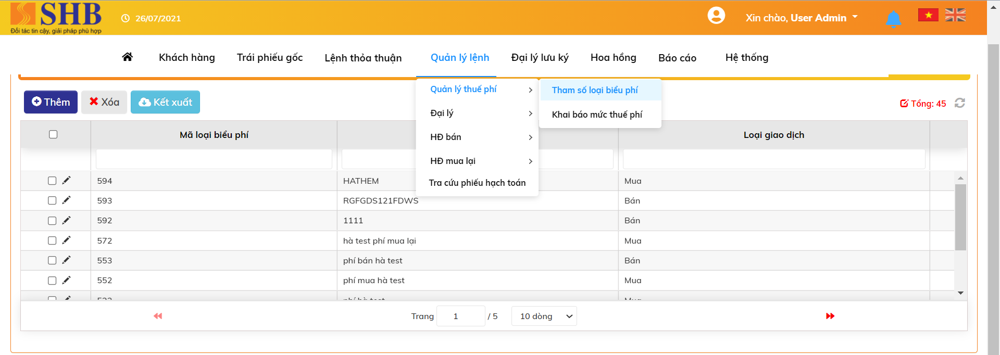 SHB
Đối tác tin cậy, giải pháp phù hợp
26/07/2021
Xin chào, User Admin
Khách hàng
Trái phiếu gốc
Lệnh thỏa thuận
Quản lý lệnh
Đại lý lưu ký
Hoa hồng
Báo cáo
Hệ thống
Quản lý thuế phí
Đại lý
HĐ bán
HĐ mua lại
Tra cứu phiếu hạch toán
Tham số loại biểu phí
Khai báo mức thuế phí
Thêm
Xóa
Kết xuất
Tổng: 45
Mã loại biểu phí
Loại giao dịch
594 HATHEM Mua
593 RGFGDS121FDWS Bán
592 1111 Bán
572 hà test phí mua lại Mua
553 phí bán hà test Bán
552 phí mua hà test Mua
Trang 1 / 5 10 dòng